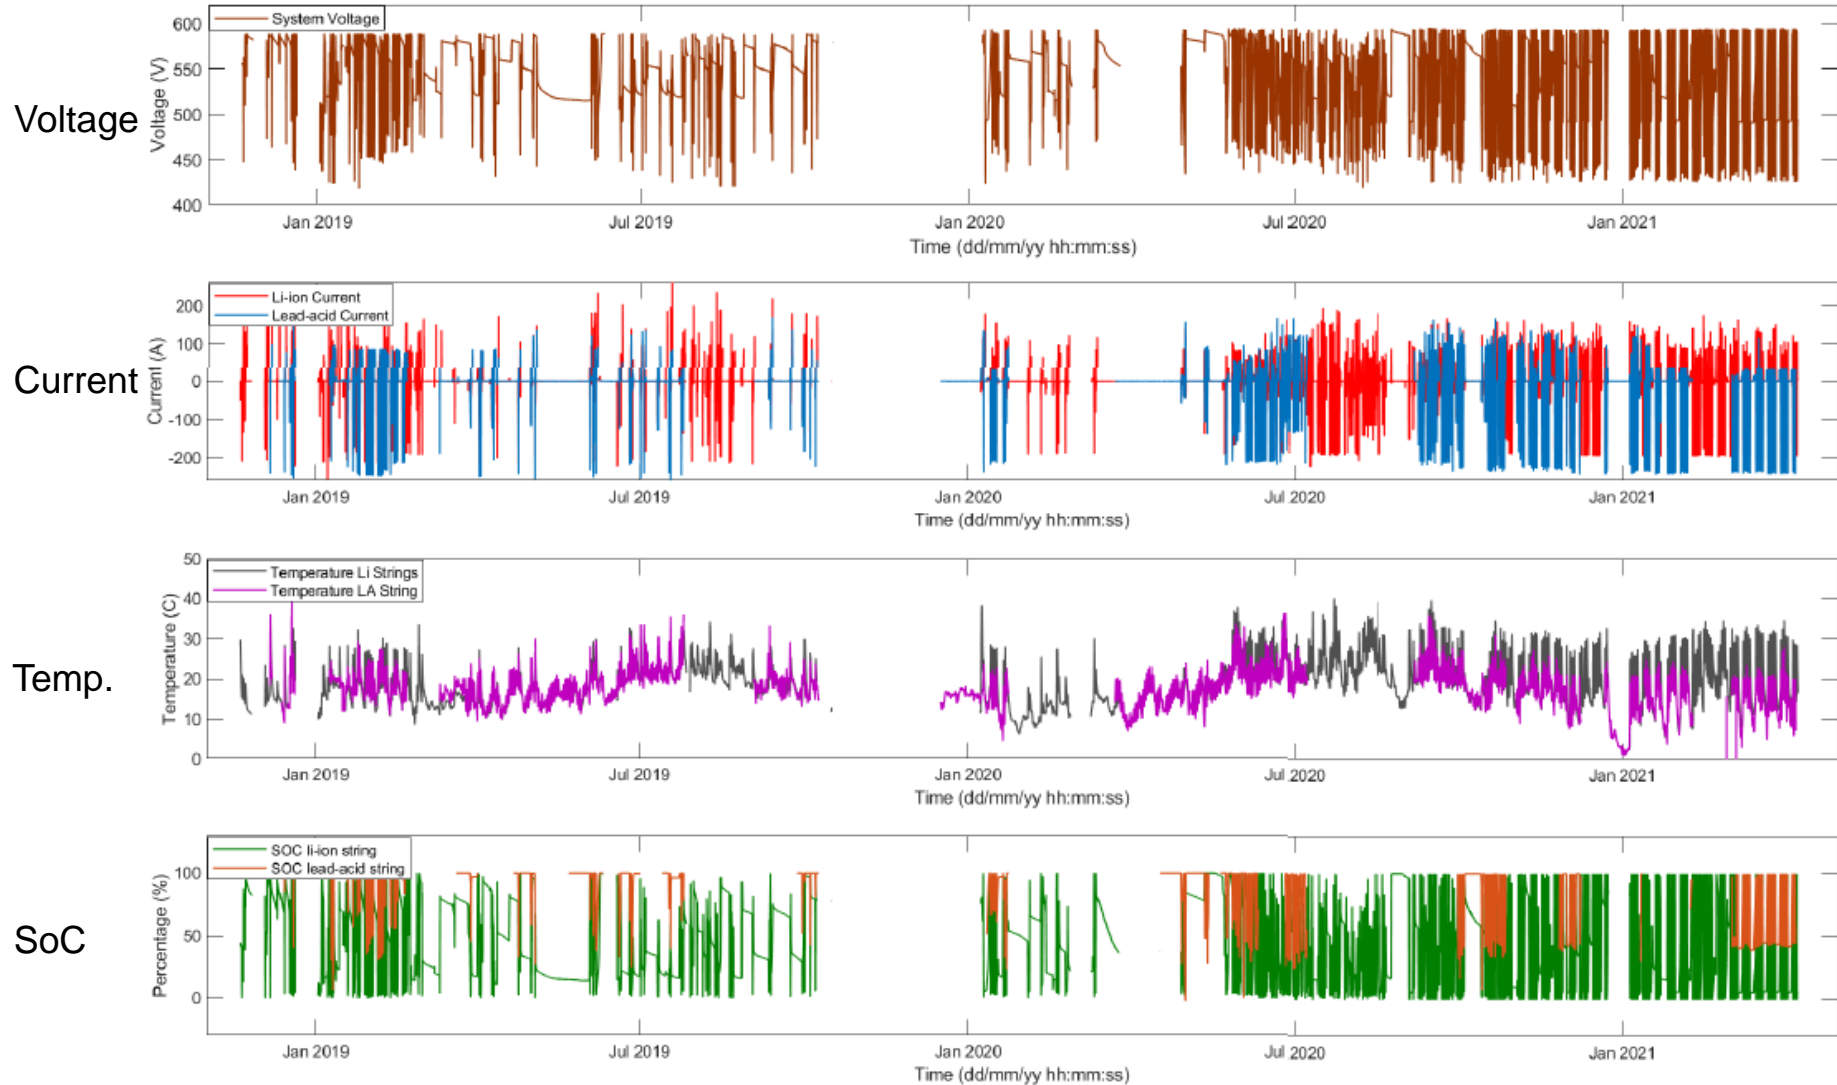 Voltage
System Voltage
Voltage (V)
600
550
500
450
400
Jan 2019
Jul 2019
Jan 2020
Jul 2020
Jan 2021
Time (dd/mm/yy hh:mm:ss)
Current
Li-ion Current
Lead-acid Current
Current (A)
200
100
0
-100
-200
Jan 2019
Jul 2019
Jan 2020
Jul 2020
Jan 2021
Time (dd/mm/yy hh:mm:ss)
Temp.
Temperature Li Strings
Temperature LA String
Temperature (C)
50
40
30
20
10
0
Jan 2019
Jul 2019
Jan 2020
Jul 2020
Jan 2021
Time (dd/mm/yy hh:mm:ss)
SoC
SOC li-ion string
SOC lead-acid string
Percentage (%)
100
50
0
Jan 2019
Jul 2019
Jan 2020
Jul 2020
Jan 2021
Time (dd/mm/yy hh:mm:ss)